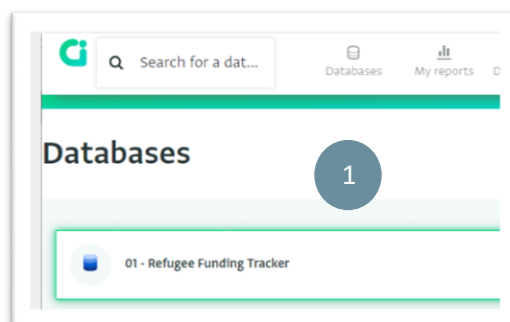 Search for a dat...
Databases
My reports
D
Databases
1
01 - Refugee Funding Tracker